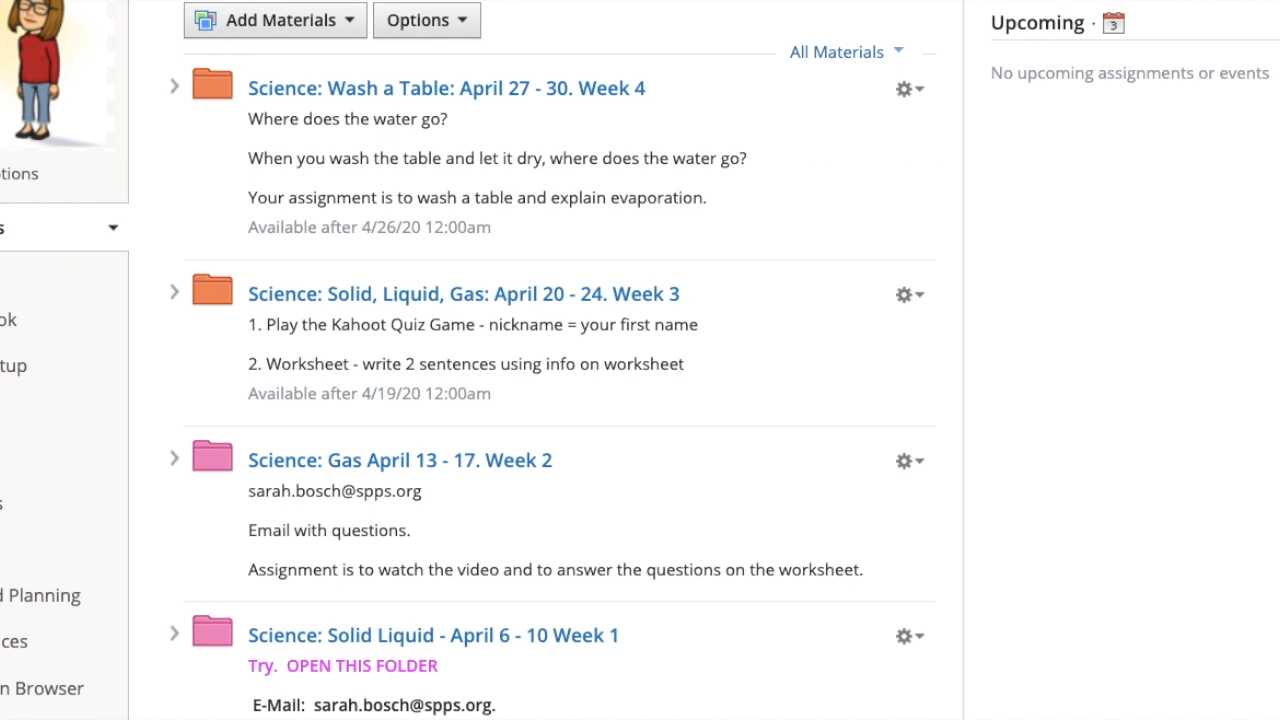 Add Materials
Options
Upcoming · 3
All Materials
No upcoming assignments or events
Science: Wash a Table: April 27 - 30. Week 4
Where does the water go?
When you wash the table and let it dry, where does the water go?
Your assignment is to wash a table and explain evaporation.
Available after 4/26/20 12:00am
Science: Solid, Liquid, Gas: April 20 - 24. Week 3
1. Play the Kahoot Quiz Game - nickname = your first name
2. Worksheet - write 2 sentences using info on worksheet
Available after 4/19/20 12:00am
Science: Gas April 13 - 17. Week 2
sarah.bosch@spps.org
Email with questions.
Assignment is to watch the video and to answer the questions on the worksheet.
Science: Solid Liquid - April 6 - 10 Week 1
Try. OPEN THIS FOLDER
E-Mail: sarah.bosch@spps.org.
tions
s
ok
tup
s
d Planning
ces
n Browser